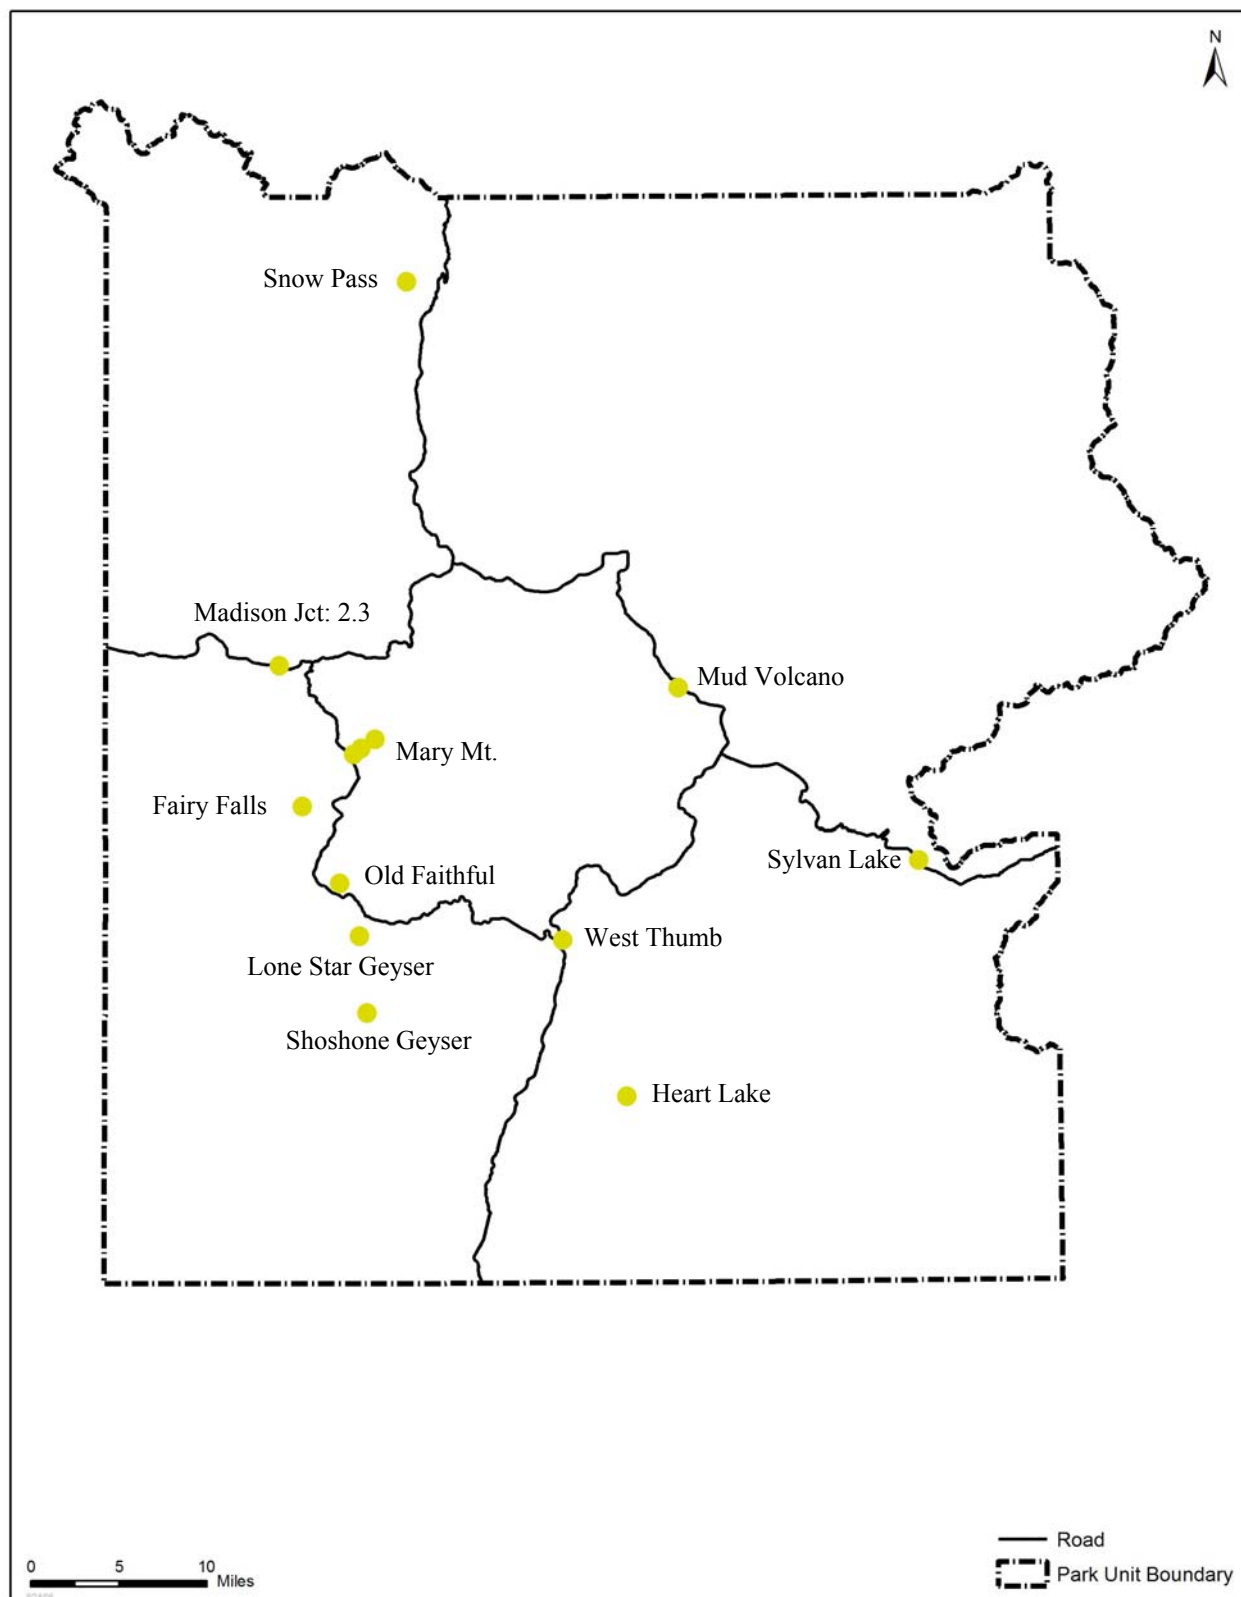 N
Snow Pass
Madison Jct: 2.3
Mud Volcano
Mary Mt.
Fairy Falls
Sylvan Lake
Old Faithful
West Thumb
Lone Star Geyser
Shoshone Geyser
Heart Lake
Road
Park Unit Boundary
0 5 10
Miles